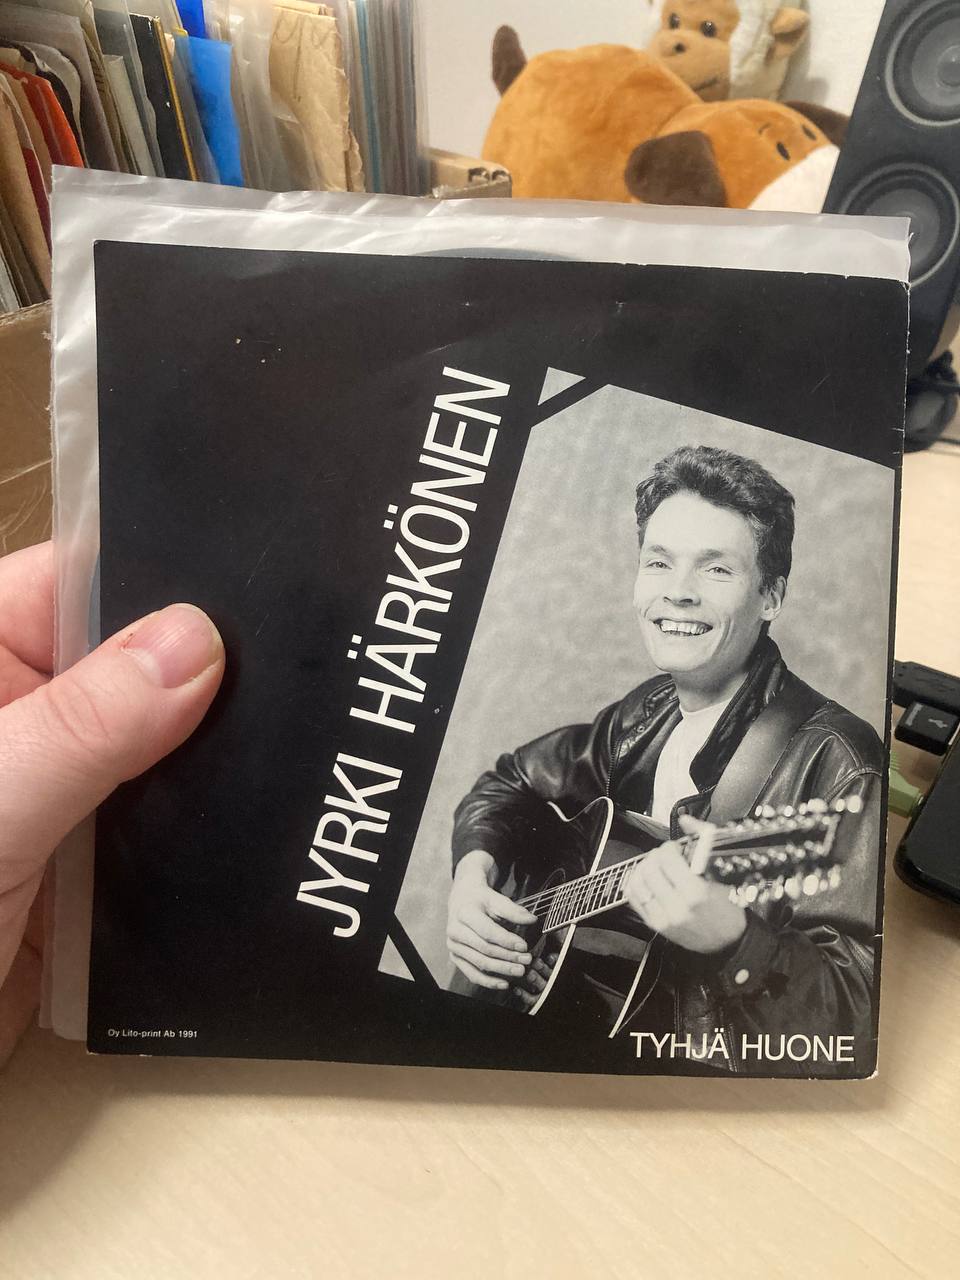 JYRKI HÄRKÖNEN
Oy Lito-print Ab 1991
TYHJÄ HUONE